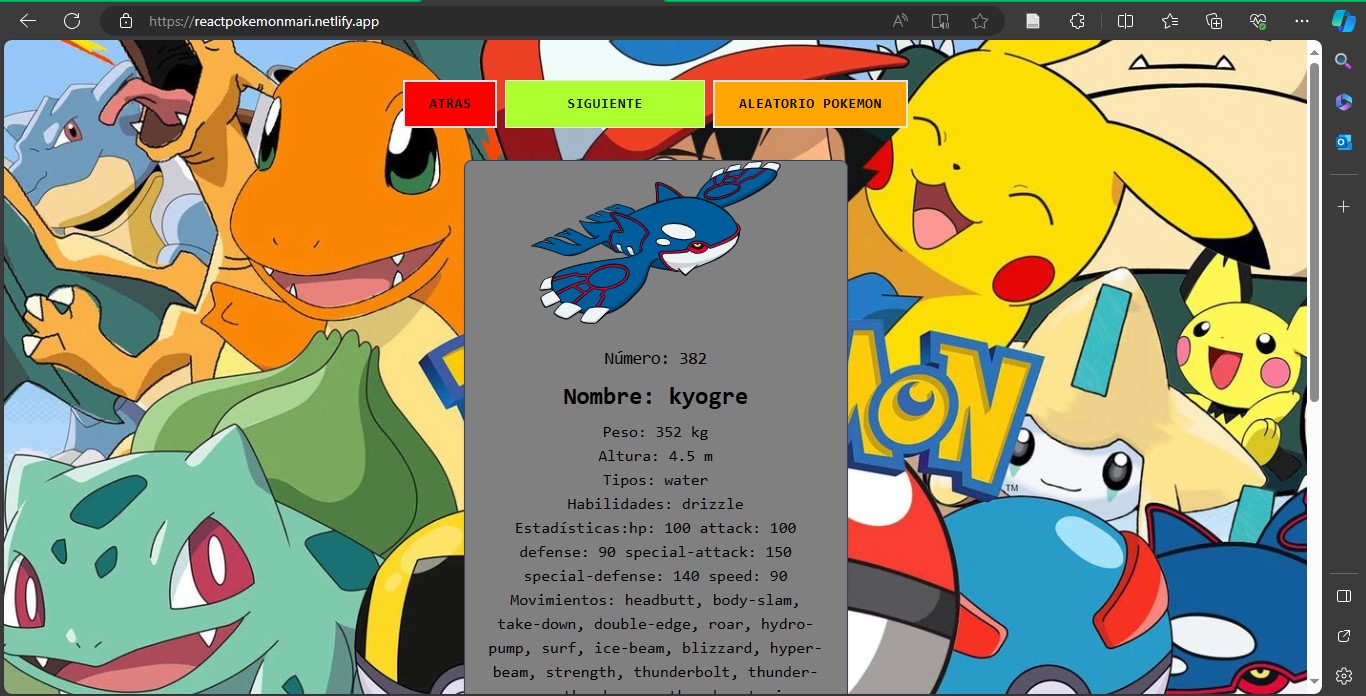 https://reactpokemonmari.netlify.app
ATRAS
SIGUIENTE
ALEATORIO POKEMON
Número: 382
Nombre: kyogre
Peso: 352 kg
Altura: 4.5 m
Tipos: water
Habilidades: drizzle
Estadísticas:hp: 100 attack: 100
defense: 90 special-attack: 150
special-defense: 140 speed: 90
Movimientos: headbutt, body-slam,
take-down, double-edge, roar, hydro-
pump, surf, ice-beam, blizzard, hyper-
beam, strength, thunderbolt, thunder-
MON
TM